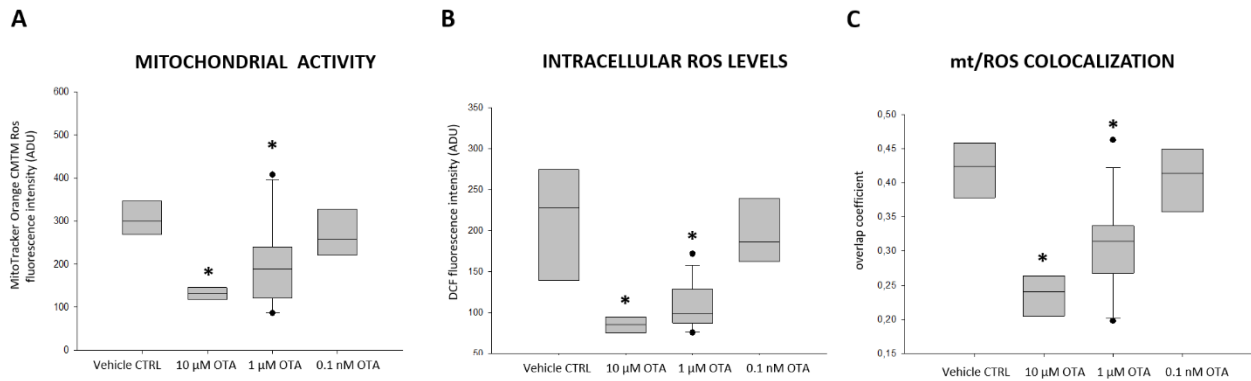 A
MITOCHONDRIAL ACTIVITY
MitoTracker Orange CMTM Ros
fluorescence intensity (ADU)
600
500
400
300
200
100
0
*
*
Vehicle CTRL 10 µM OTA 1 µM OTA 0.1 nM OTA
B
INTRACELLULAR ROS LEVELS
DCF fluorescence intensity (ADU)
350
300
250
200
150
100
50
*
*
Vehicle CTRL 10 µM OTA 1 µM OTA 0.1 nM OTA
C
mt/ROS COLOCALIZATION
overlap coefficient
0,50
0,45
0,40
0,35
0,30
0,25
0,20
0,15
*
*
Vehicle CTRL 10 µM OTA 1 µM OTA 0.1 nM OTA